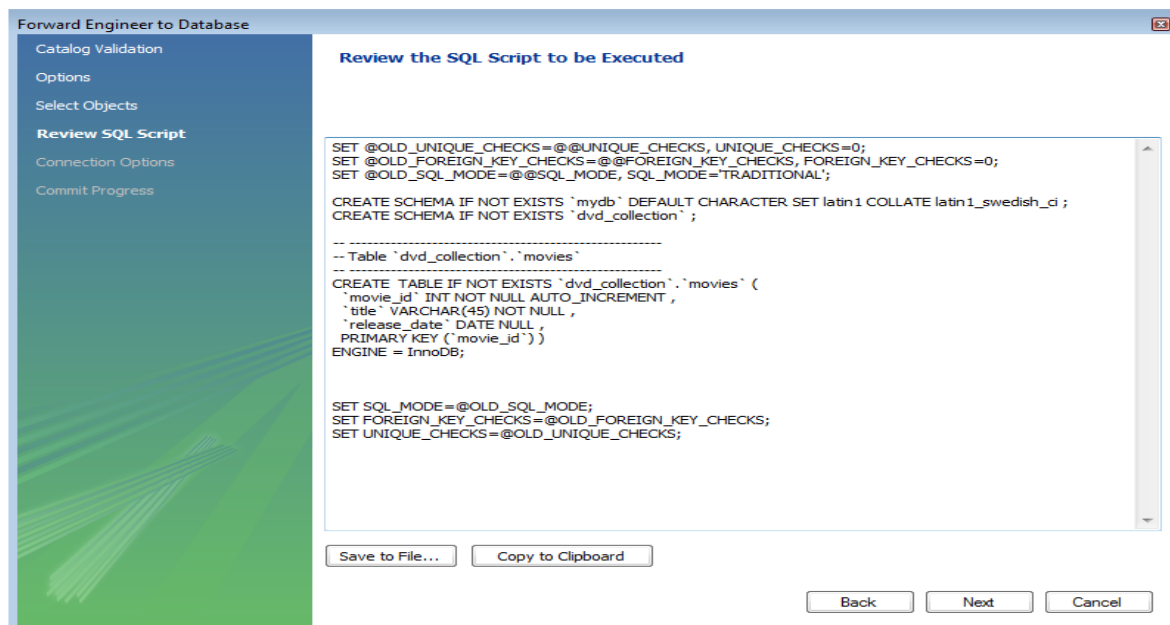 Forward Engineer to Database
Catalog Validation
Options
Select Objects
Review SQL Script
Connection Options
Commit Progress
Review the SQL Script to be Executed
SET @OLD_UNIQUE_CHECKS=@@UNIQUE_CHECKS, UNIQUE_CHECKS=0;
SET @OLD_FOREIGN_KEY_CHECKS=@@FOREIGN_KEY_CHECKS, FOREIGN_KEY_CHECKS=0;
SET @OLD_SQL_MODE=@@SQL_MODE, SQL_MODE='TRADITIONAL';
CREATE SCHEMA IF NOT EXISTS `mydb` DEFAULT CHARACTER SET latin1 COLLATE latin1_swedish_ci ;
CREATE SCHEMA IF NOT EXISTS `dvd_collection` ;
-- -----------------------------------------------------
-- Table `dvd_collection`.`movies`
-- -----------------------------------------------------
CREATE  TABLE IF NOT EXISTS `dvd_collection`.`movies` (
  `movie_id` INT NOT NULL AUTO_INCREMENT ,
  `title` VARCHAR(45) NOT NULL ,
  `release_date` DATE NULL ,
  PRIMARY KEY (`movie_id`) )
ENGINE = InnoDB;
SET SQL_MODE=@OLD_SQL_MODE;
SET FOREIGN_KEY_CHECKS=@OLD_FOREIGN_KEY_CHECKS;
SET UNIQUE_CHECKS=@OLD_UNIQUE_CHECKS;
Save to File...
Copy to Clipboard
Back
Next
Cancel